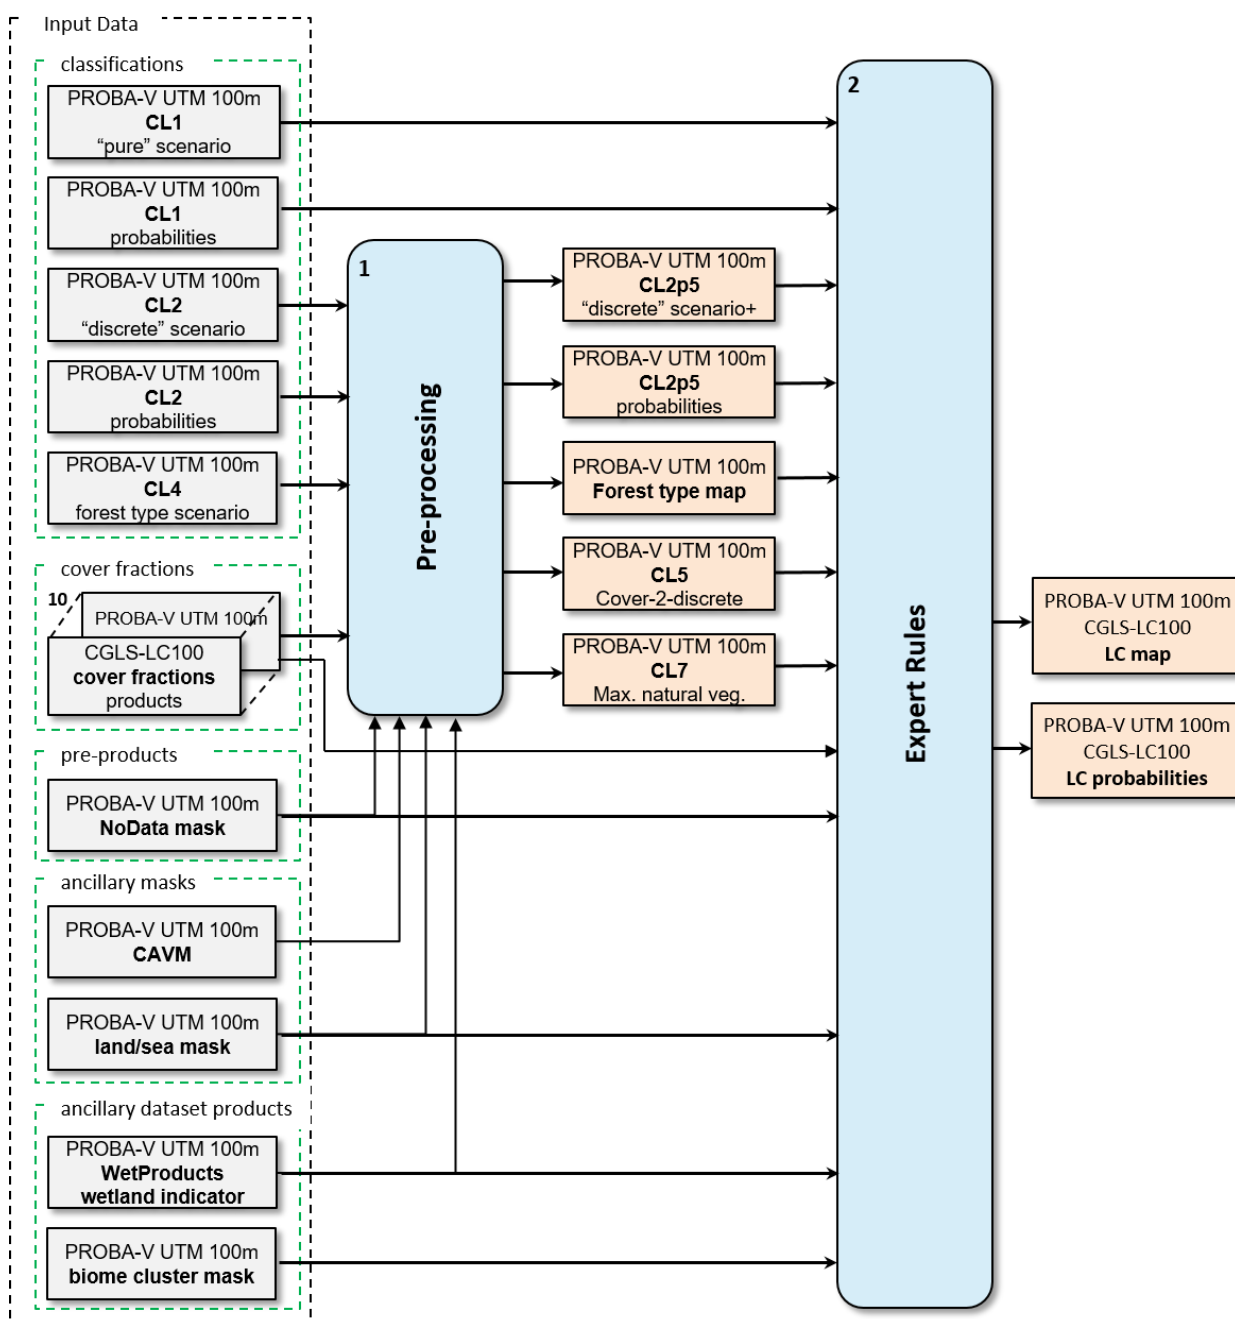 Input Data
classifications
PROBA-V UTM 100m
CL1
“pure” scenario
PROBA-V UTM 100m
CL1
probabilities
PROBA-V UTM 100m
CL2
“discrete” scenario
PROBA-V UTM 100m
CL2
probabilities
PROBA-V UTM 100m
CL4
forest type scenario
cover fractions
10
PROBA-V UTM 100m
CGLS-LC100
cover fractions
products
pre-products
PROBA-V UTM 100m
NoData mask
ancillary masks
PROBA-V UTM 100m
CAVM
PROBA-V UTM 100m
land/sea mask
ancillary dataset products
PROBA-V UTM 100m
WetProducts
wetland indicator
PROBA-V UTM 100m
biome cluster mask
1
Pre-processing
PROBA-V UTM 100m
CL2p5
“discrete” scenario+
PROBA-V UTM 100m
CL2p5
probabilities
PROBA-V UTM 100m
Forest type map
PROBA-V UTM 100m
CL5
Cover-2-discrete
PROBA-V UTM 100m
CL7
Max. natural veg.
2
Expert Rules
PROBA-V UTM 100m
CGLS-LC100
LC map
PROBA-V UTM 100m
CGLS-LC100
LC probabilities